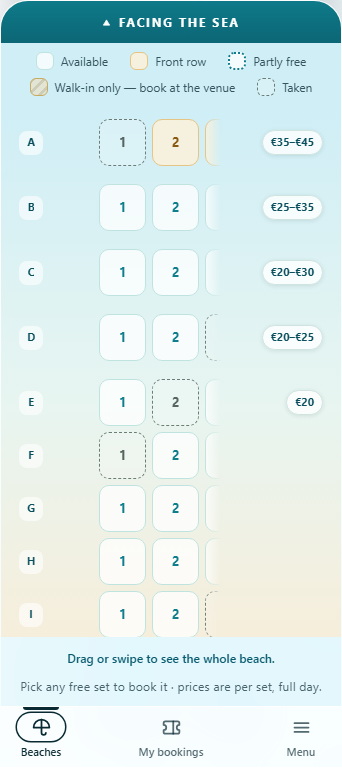 ▲ FACING THE SEA
Available Front row Partly free
Walk-in only — book at the venue Taken
A 1 2 €35–€45
B 1 2 €25–€35
C 1 2 €20–€30
D 1 2 €20–€25
E 1 2 €20
F 1 2
G 1 2
H 1 2
I 1 2
Drag or swipe to see the whole beach.
Pick any free set to book it · prices are per set, full day.
Beaches My bookings Menu